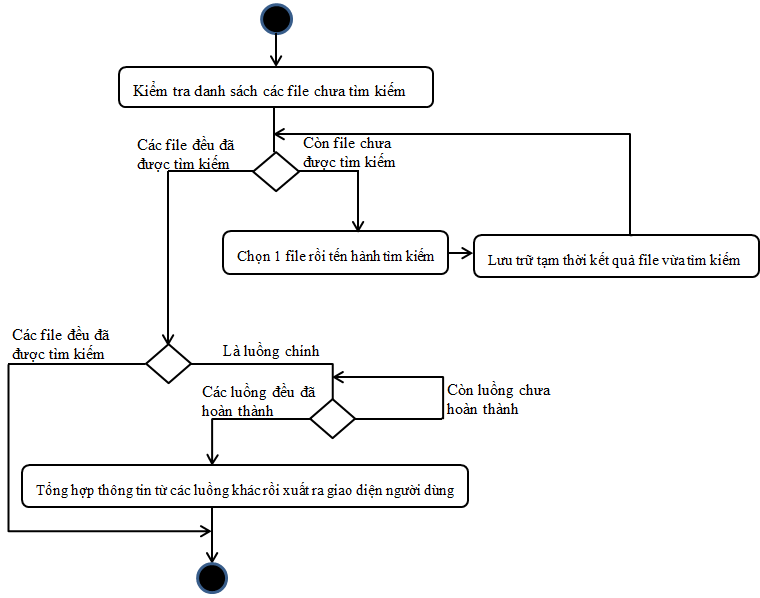 Kiểm tra danh sách các file chưa tìm kiếm
Các file đều đã
được tìm kiếm
Còn file chưa
được tìm kiếm
Chọn 1 file rồi tến hành tìm kiếm
Lưu trữ tạm thời kết quả file vừa tìm kiếm
Các file đều đã
được tìm kiếm
Là luồng chính
Các luồng đều đã
hoàn thành
Còn luồng chưa
hoàn thành
Tổng hợp thông tin từ các luồng khác rồi xuất ra giao diện người dùng